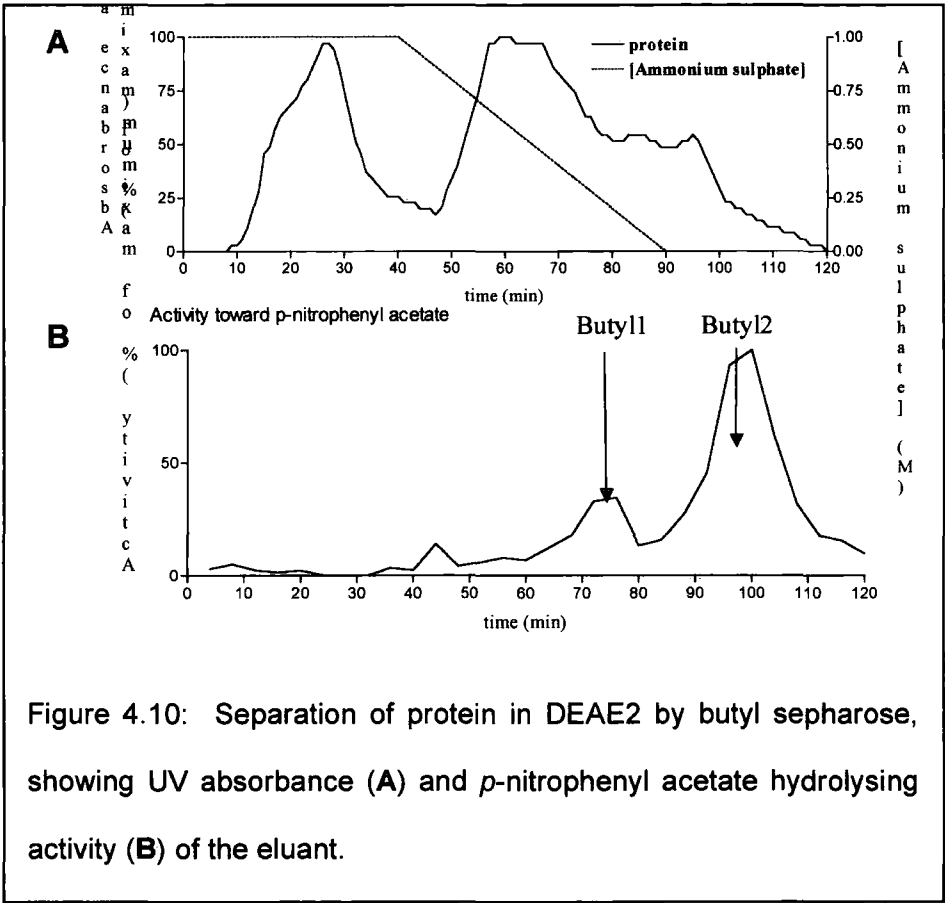 A
Absorbance
100
75
50
25
0
protein
[Ammonium sulphate]
1.00
0.75
0.50
0.25
0.00
[Ammonium sulphate] (M)
0 10 20 30 40 50 60 70 80 90 100 110 120
time (min)
B
Activity toward p-nitrophenyl acetate
Butyl1 Butyl2
Activity (% of
100
50
0
0 10 20 30 40 50 60 70 80 90 100 110 120
time (min)
Figure 4.10: Separation of protein in DEAE2 by butyl sepharose,
showing UV absorbance (A) and p-nitrophenyl acetate hydrolysing
activity (B) of the eluant.